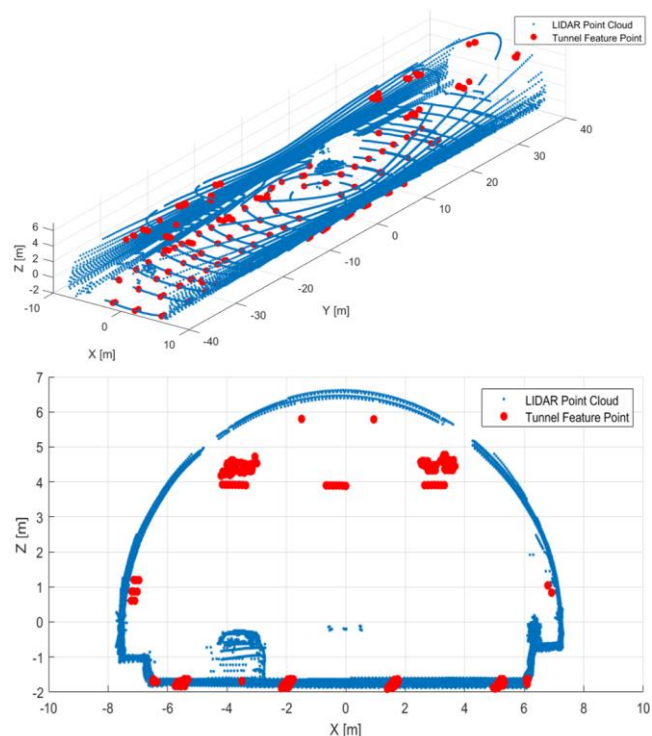 LIDAR Point Cloud
Tunnel Feature Point
6
4
2
0
-2
Z [m]
-10
0
10
X [m]
-40
-30
-20
-10
0
10
20
30
40
Y [m]
7
6
5
4
3
2
1
0
-1
-2
Z [m]
LIDAR Point Cloud
Tunnel Feature Point
-10 -8 -6 -4 -2 0 2 4 6 8 10
X [m]